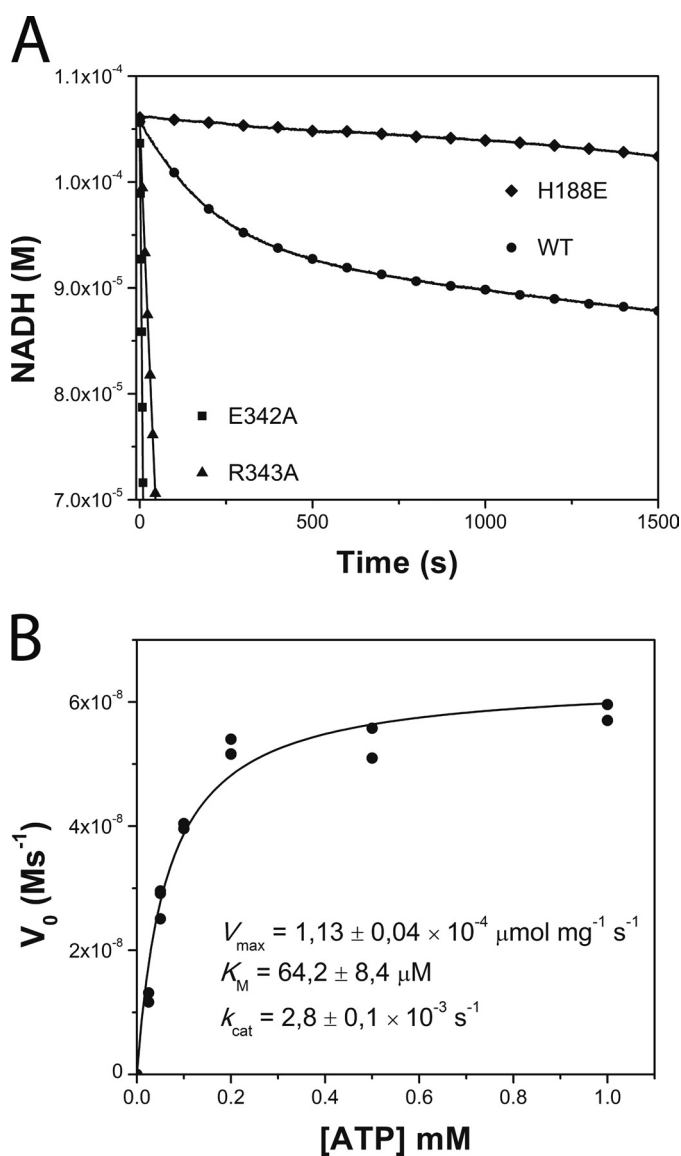 A
1.1x10⁻⁴
1.0x10⁻⁴
9.0x10⁻⁵
8.0x10⁻⁵
7.0x10⁻⁵
NADH (M)
H188E
WT
E342A
R343A
0
500
1000
1500
Time (s)
B
6x10⁻⁸
4x10⁻⁸
2x10⁻⁸
0
V₀ (Ms⁻¹)
Vmax = 1,13 ± 0,04 × 10⁻⁴ μmol mg⁻¹ s⁻¹
KM = 64,2 ± 8,4 μM
kcat = 2,8 ± 0,1 × 10⁻³ s⁻¹
0.0
0.2
0.4
0.6
0.8
1.0
[ATP] mM